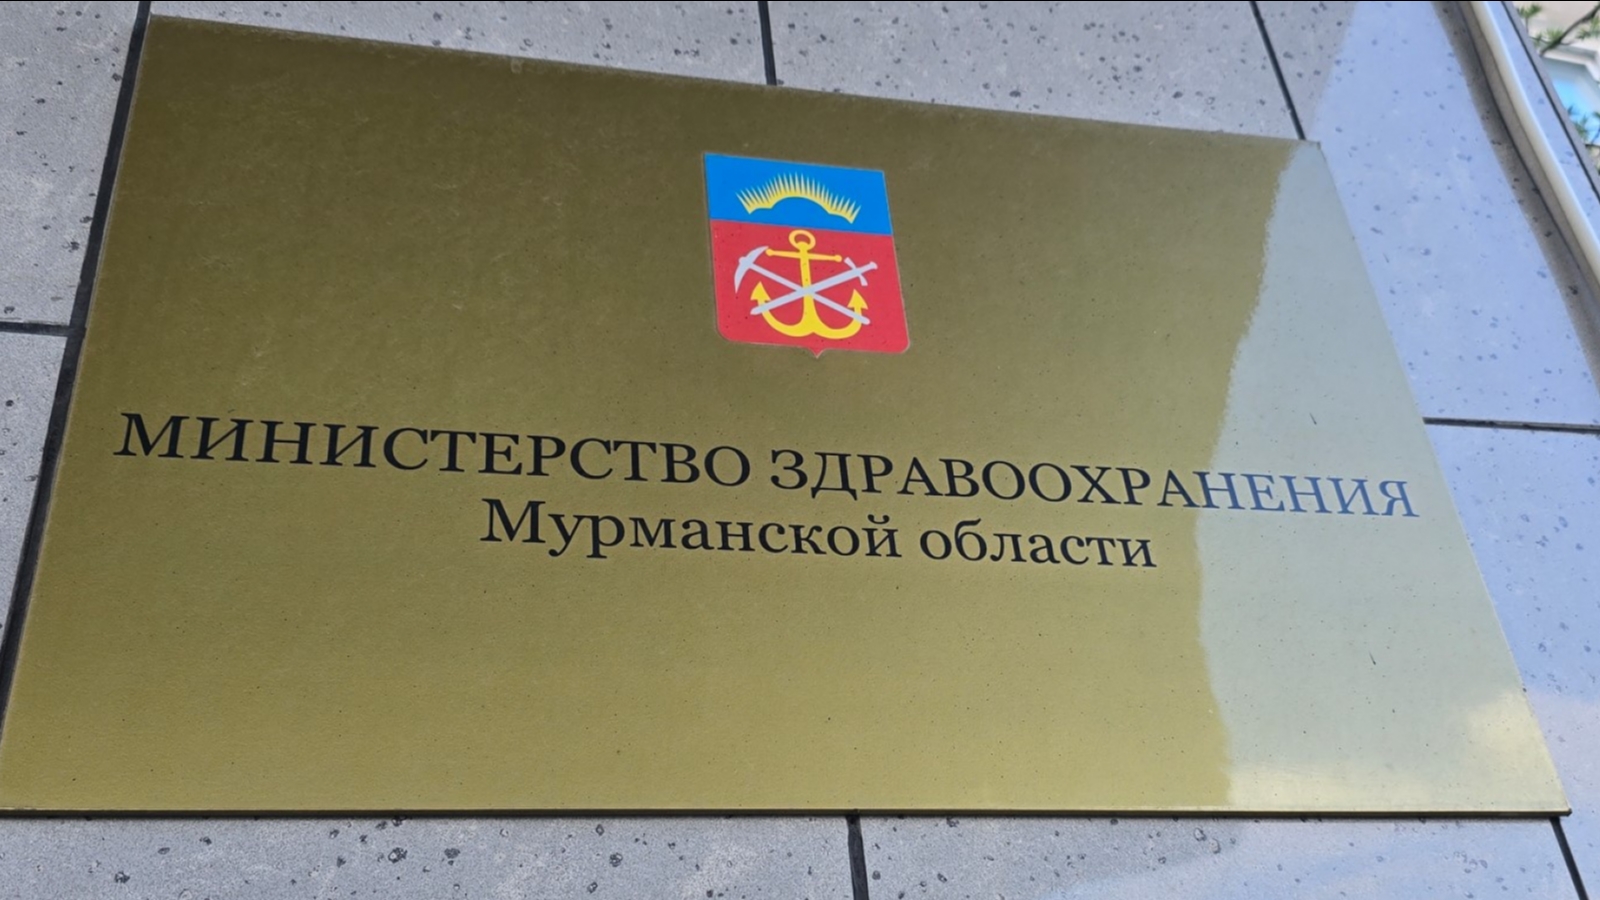 МИНИСТЕРСТВО ЗДРАВООХРАНЕНИЯ
Мурманской области